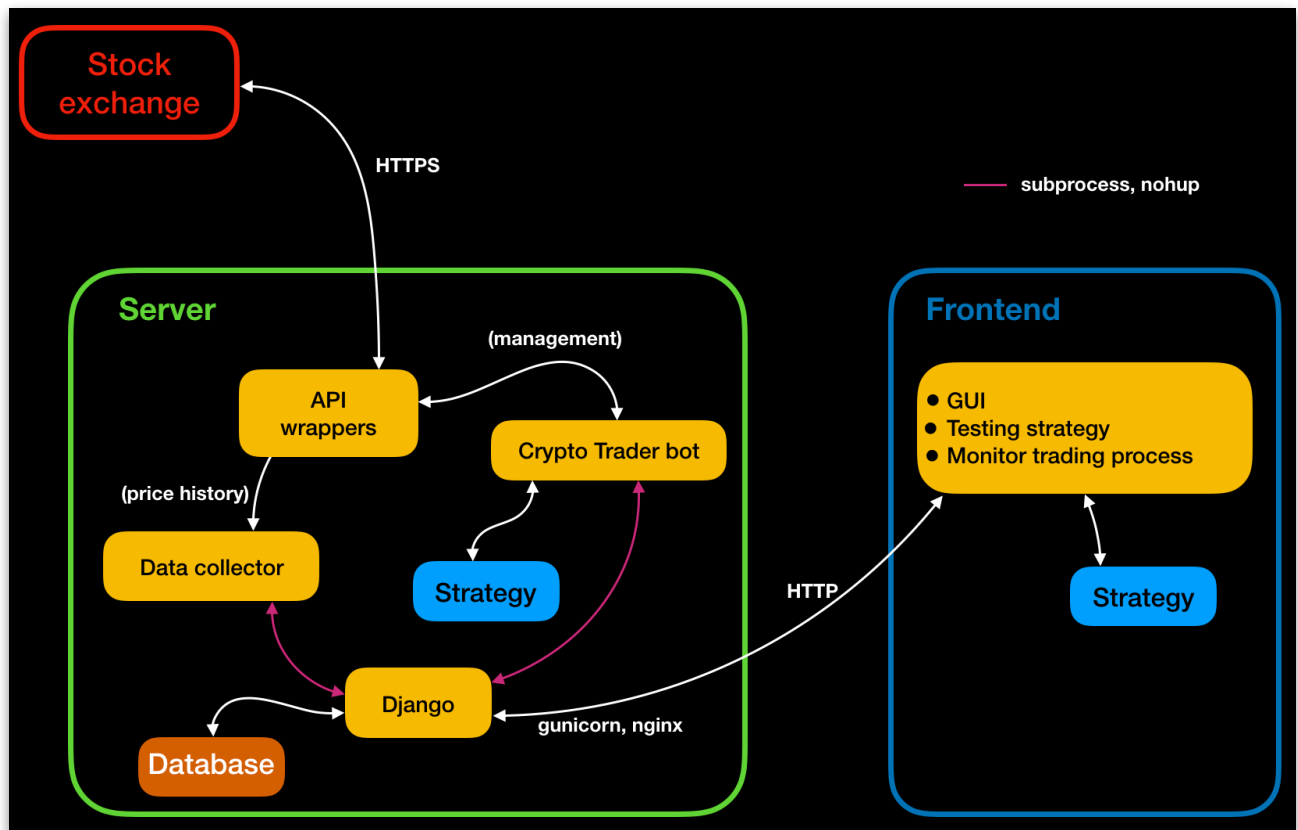 Stock
exchange
HTTPS
subprocess, nohup
Server
Frontend
(management)
API
wrappers
Crypto Trader bot
● GUI
● Testing strategy
● Monitor trading process
(price history)
Data collector
Strategy
HTTP
Strategy
Django
gunicorn, nginx
Database